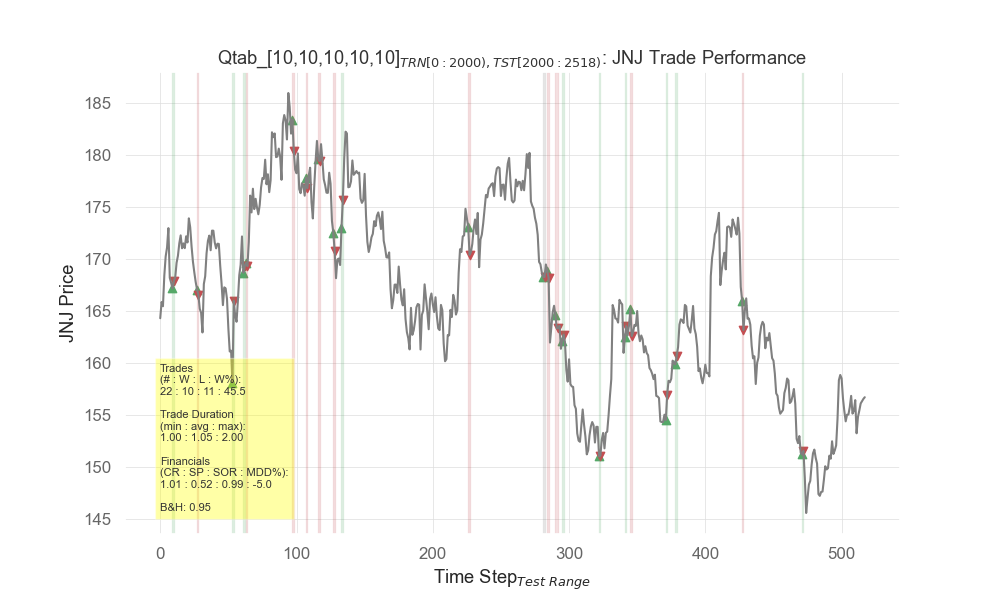 Qtab_[10,10,10,10,10]TRN[0 : 2000), TST[2000 : 2518): JNJ Trade Performance
JNJ Price
185
180
175
170
165
160
155
150
145
Trades
(# : W : L : W%):
22 : 10 : 11 : 45.5
Trade Duration
(min : avg : max):
1.00 : 1.05 : 2.00
Financials
(CR : SP : SOR : MDD%):
1.01 : 0.52 : 0.99 : -5.0
B&H: 0.95
0 100 200 300 400 500
Time StepTest Range